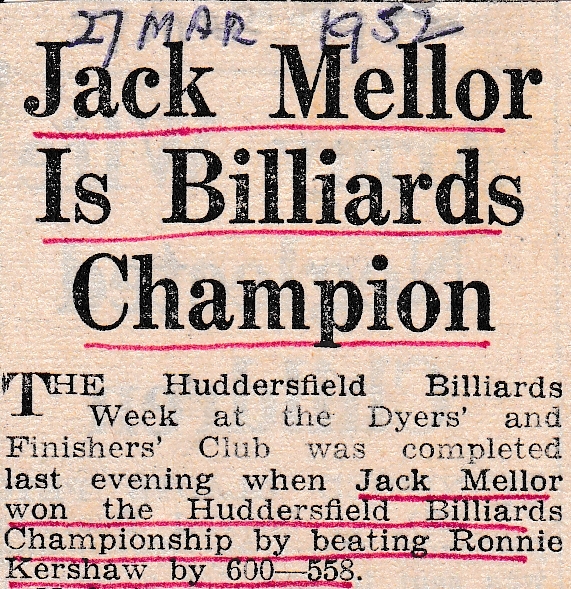 27 MAR 1952
Jack Mellor
Is Billiards
Champion
THE Huddersfield Billiards
Week at the Dyers' and
Finishers' Club was completed
last evening when Jack Mellor
won the Huddersfield Billiards
Championship by beating Ronnie
Kershaw by 600—558.